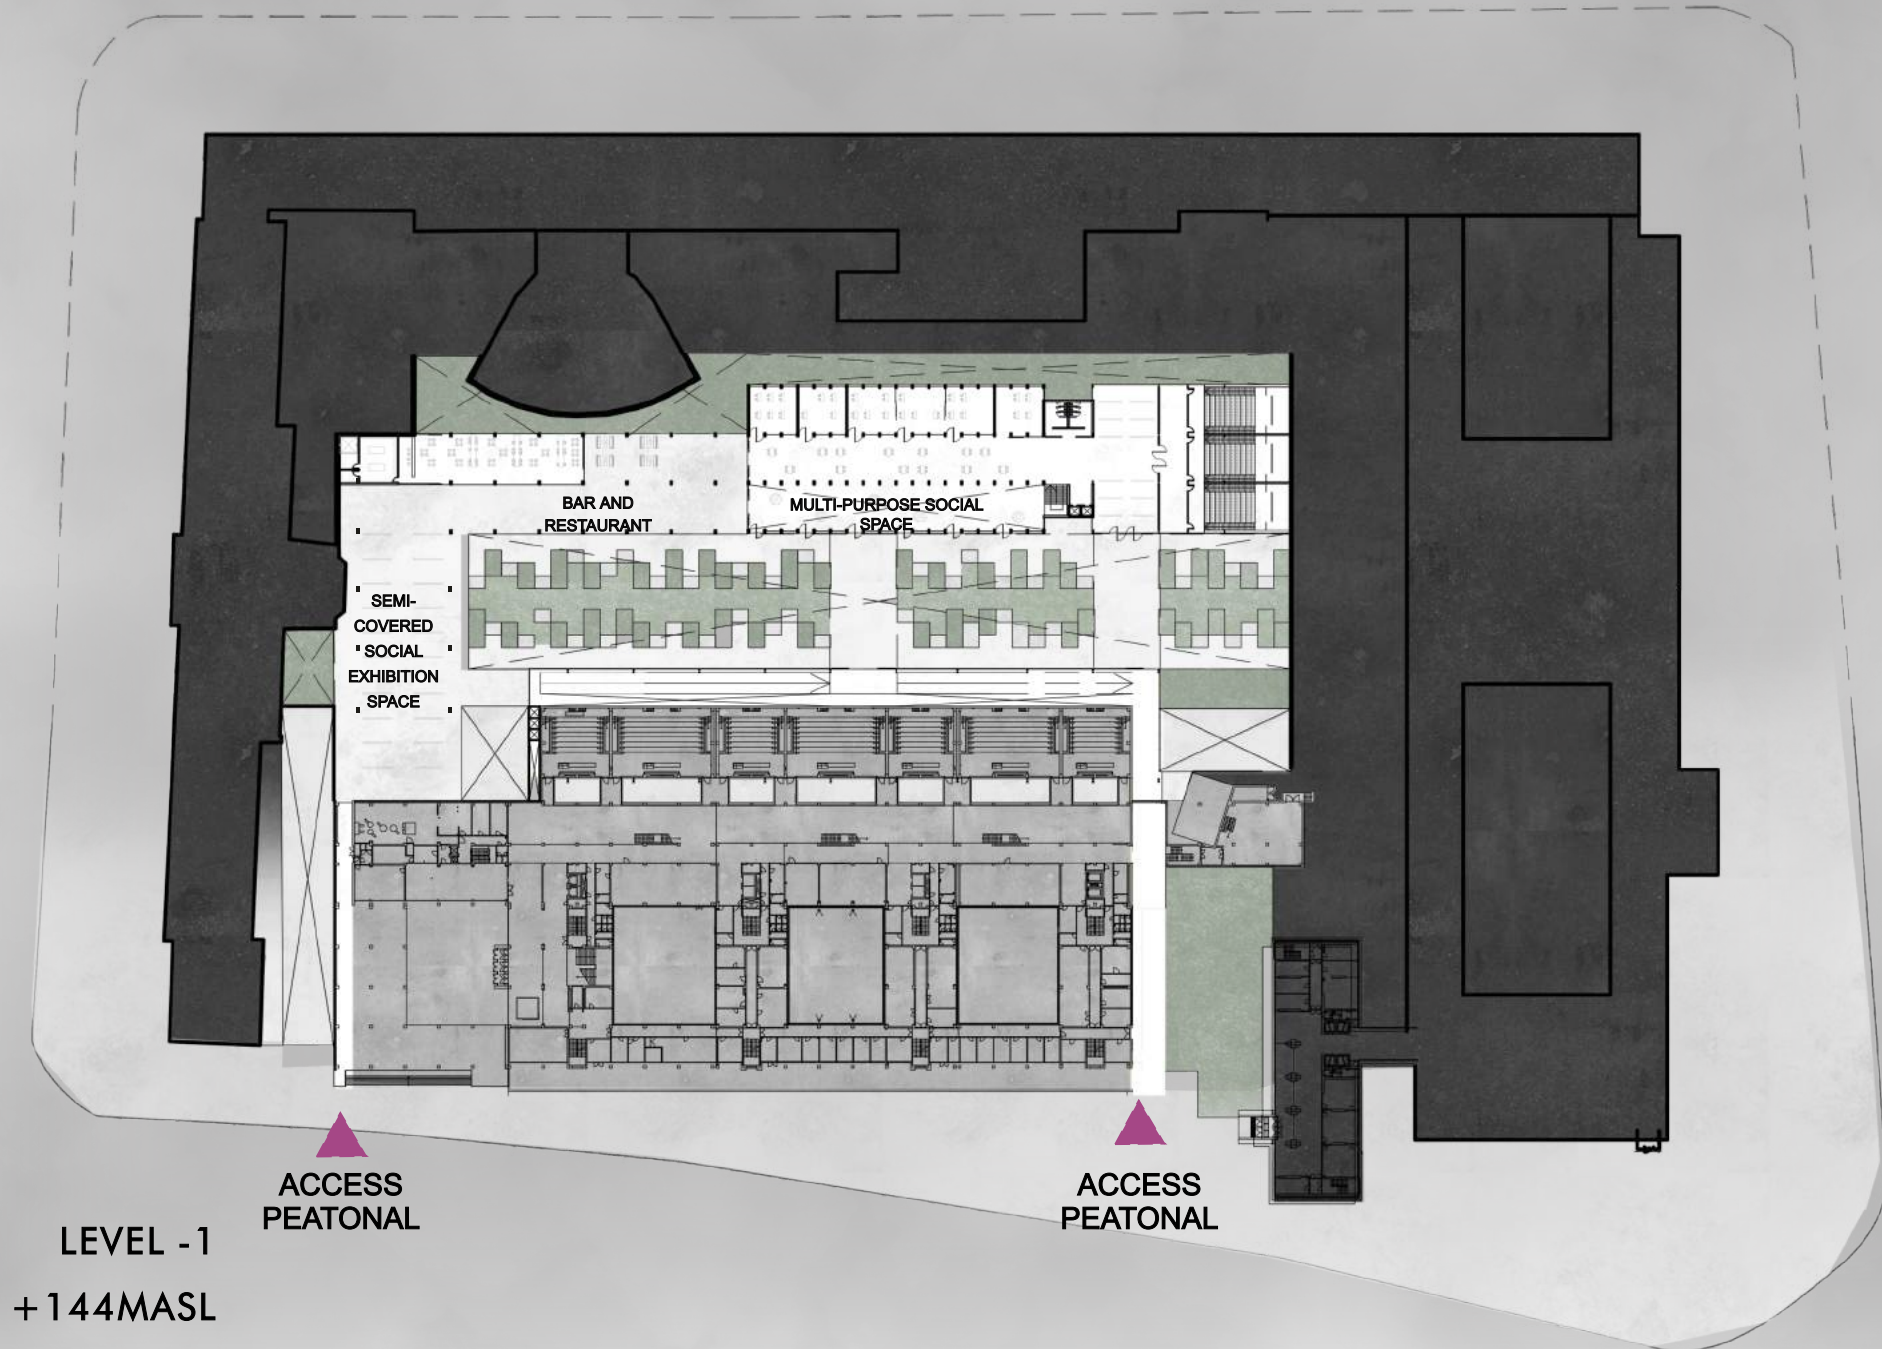 BAR AND
RESTAURANT
MULTI-PURPOSE SOCIAL
SPACE
SEMI-
COVERED
SOCIAL
EXHIBITION
SPACE
ACCESS
PEATONAL
ACCESS
PEATONAL
LEVEL -1
+144MASL